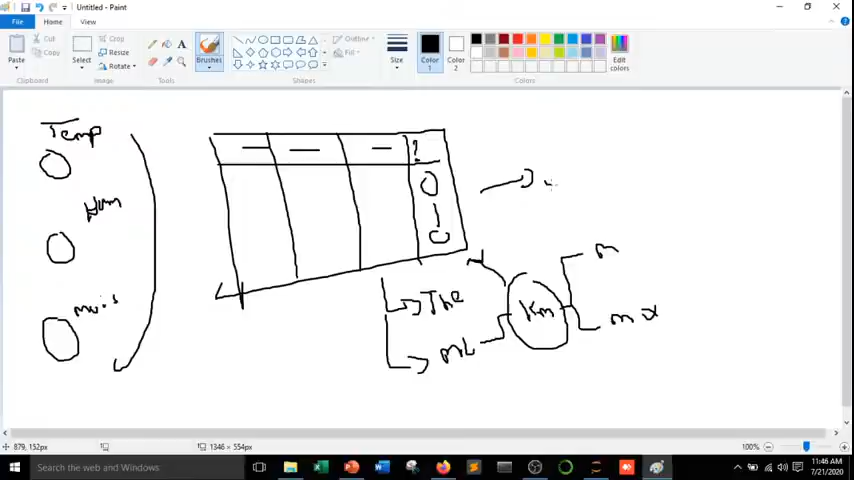 Untitled - Paint
File
Home
View
Paste
Cut
Copy
Clipboard
Select
Crop
Resize
Rotate
Image
A
Tools
Brushes
Outline
Fill
Shapes
Size
Color 1
Color 2
Edit colors
Colors
Temp
Hum
mois
The
ML
Km
m
879, 152px
1346 × 554px
100%
Search the web and Windows
11:46 AM
7/21/2020